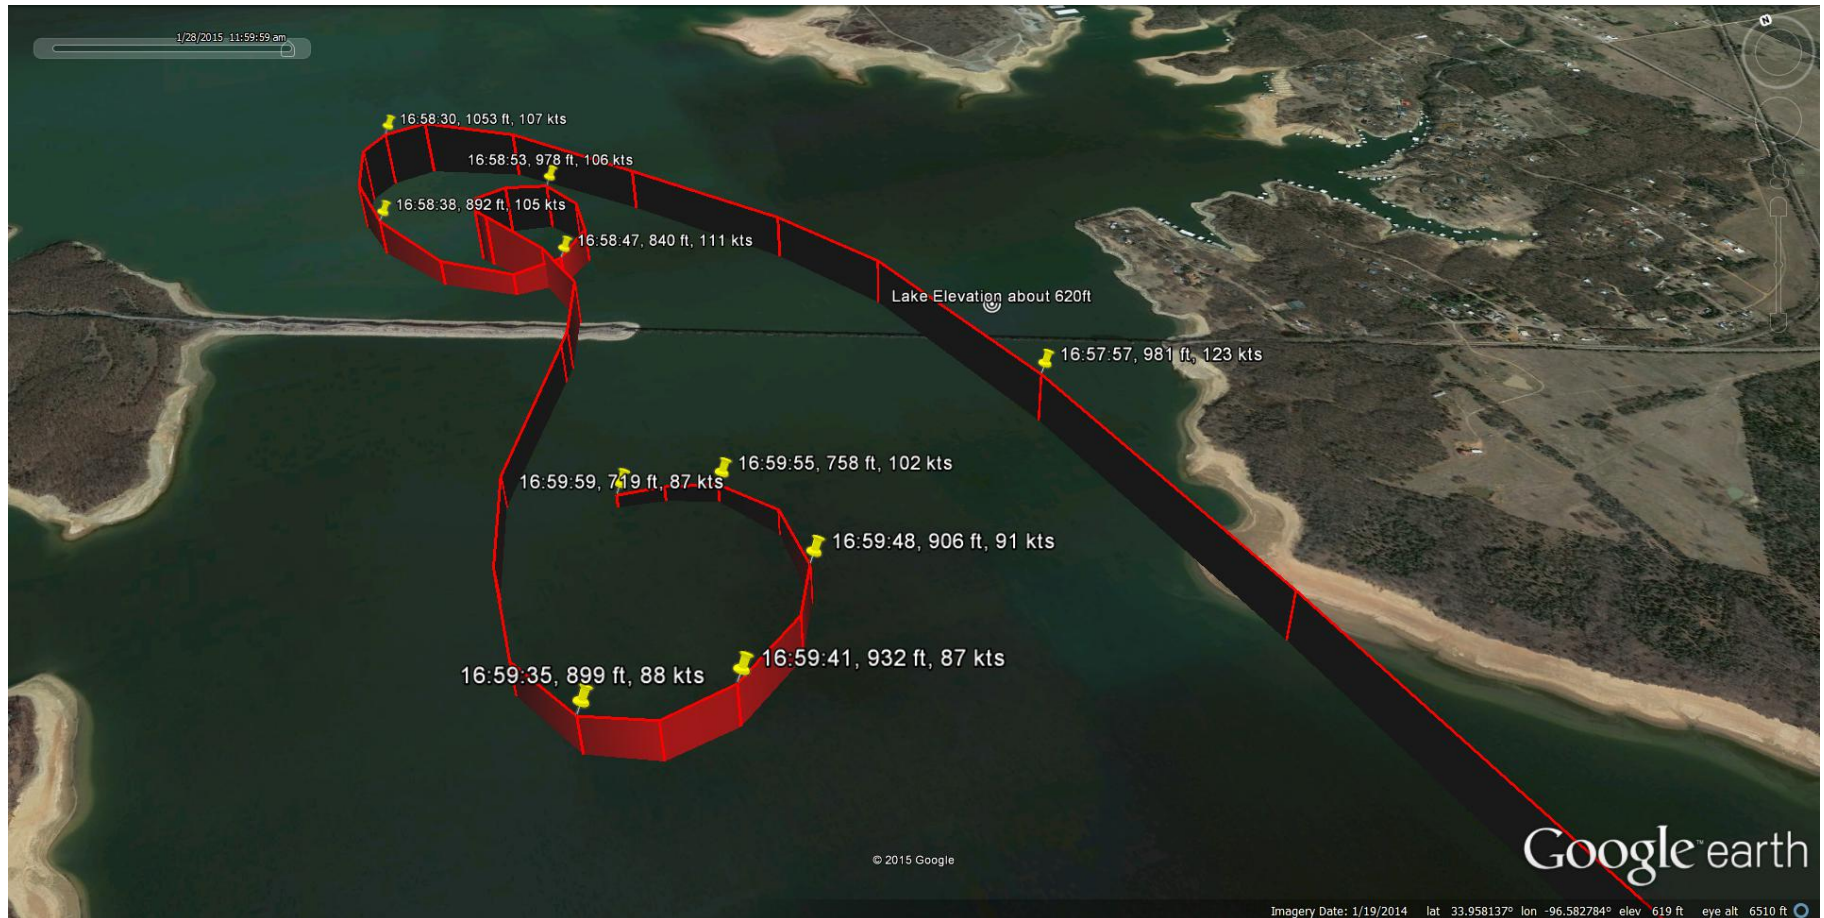 1/28/2015 11:59:59 am
N
16:58:30, 1053 ft, 107 kts
16:58:53, 978 ft, 106 kts
16:58:38, 892 ft, 105 kts
16:58:47, 840 ft, 111 kts
Lake Elevation about 620ft
16:57:57, 981 ft, 123 kts
16:59:55, 758 ft, 102 kts
16:59:59, 719 ft, 87 kts
16:59:48, 906 ft, 91 kts
16:59:41, 932 ft, 87 kts
16:59:35, 899 ft, 88 kts
Google earth
© 2015 Google
Imagery Date: 1/19/2014 lat 33.958137° lon -96.582784° elev 619 ft eye alt 6510 ft